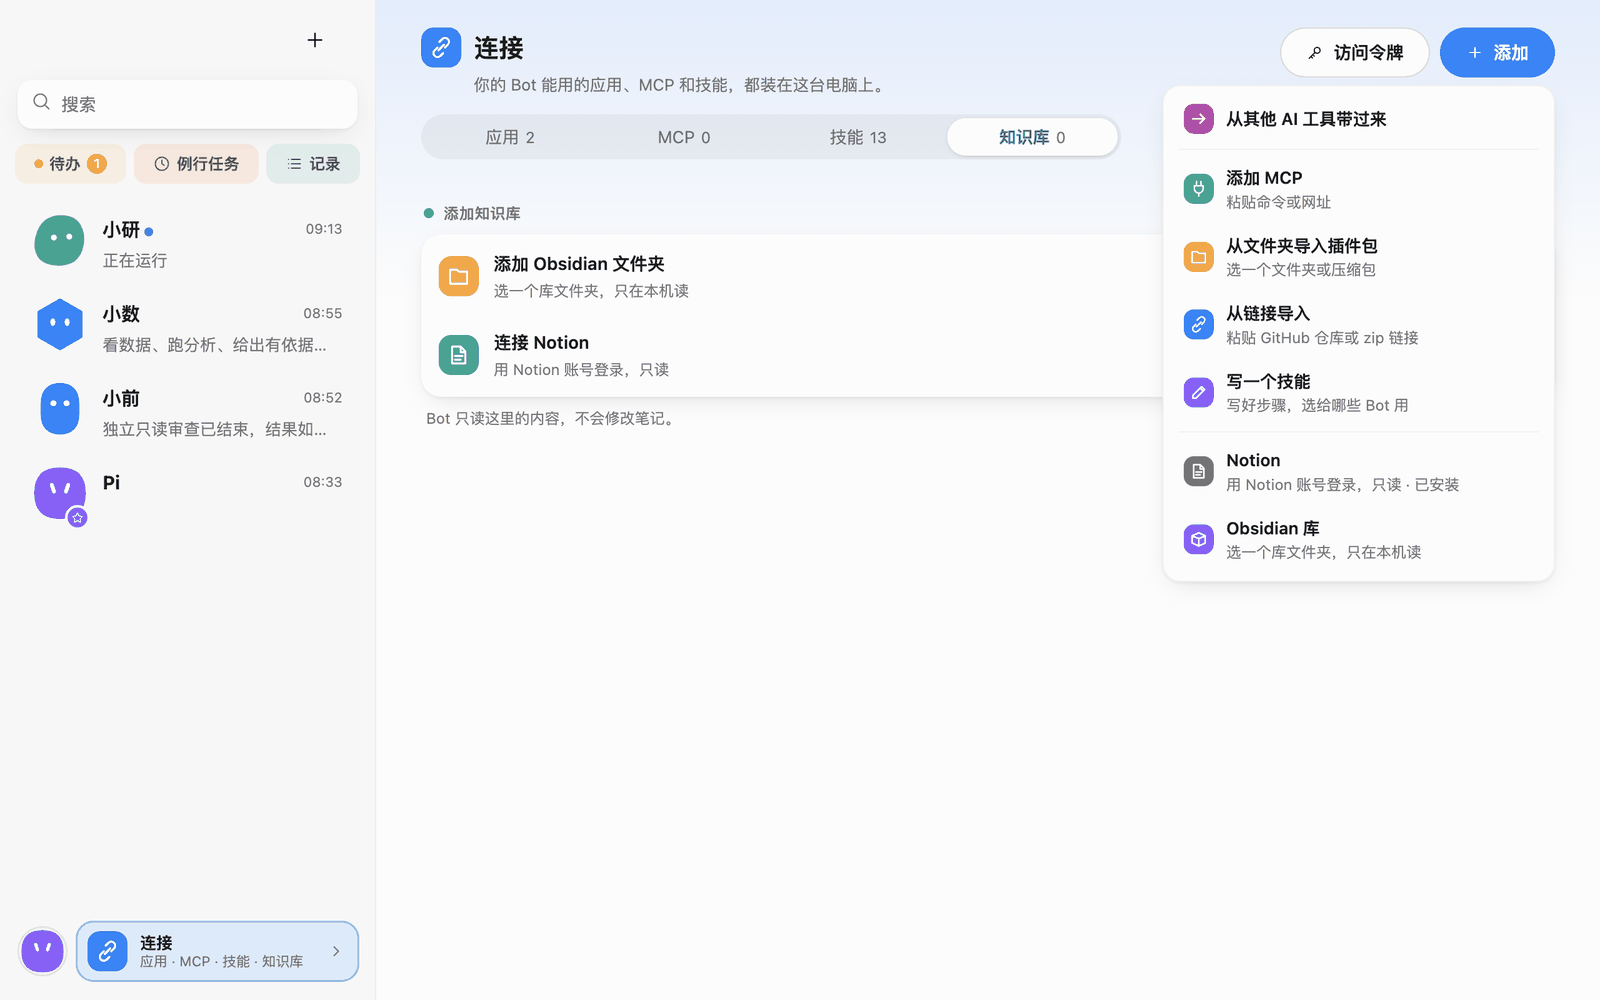 搜索
待办 1
例行任务
记录
小研
09:13
正在运行
小数
08:55
看数据、跑分析、给出有依据...
小前
08:52
独立只读审查已结束，结果如...
Pi
08:33
连接
应用 · MCP · 技能 · 知识库
连接
你的 Bot 能用的应用、MCP 和技能，都装在这台电脑上。
访问令牌
添加
应用 2
MCP 0
技能 13
知识库 0
添加知识库
添加 Obsidian 文件夹
选一个库文件夹，只在本机读
连接 Notion
用 Notion 账号登录，只读
Bot 只读这里的内容，不会修改笔记。
从其他 AI 工具带过来
添加 MCP
粘贴命令或网址
从文件夹导入插件包
选一个文件夹或压缩包
从链接导入
粘贴 GitHub 仓库或 zip 链接
写一个技能
写好步骤，选给哪些 Bot 用
Notion
用 Notion 账号登录，只读 · 已安装
Obsidian 库
选一个库文件夹，只在本机读